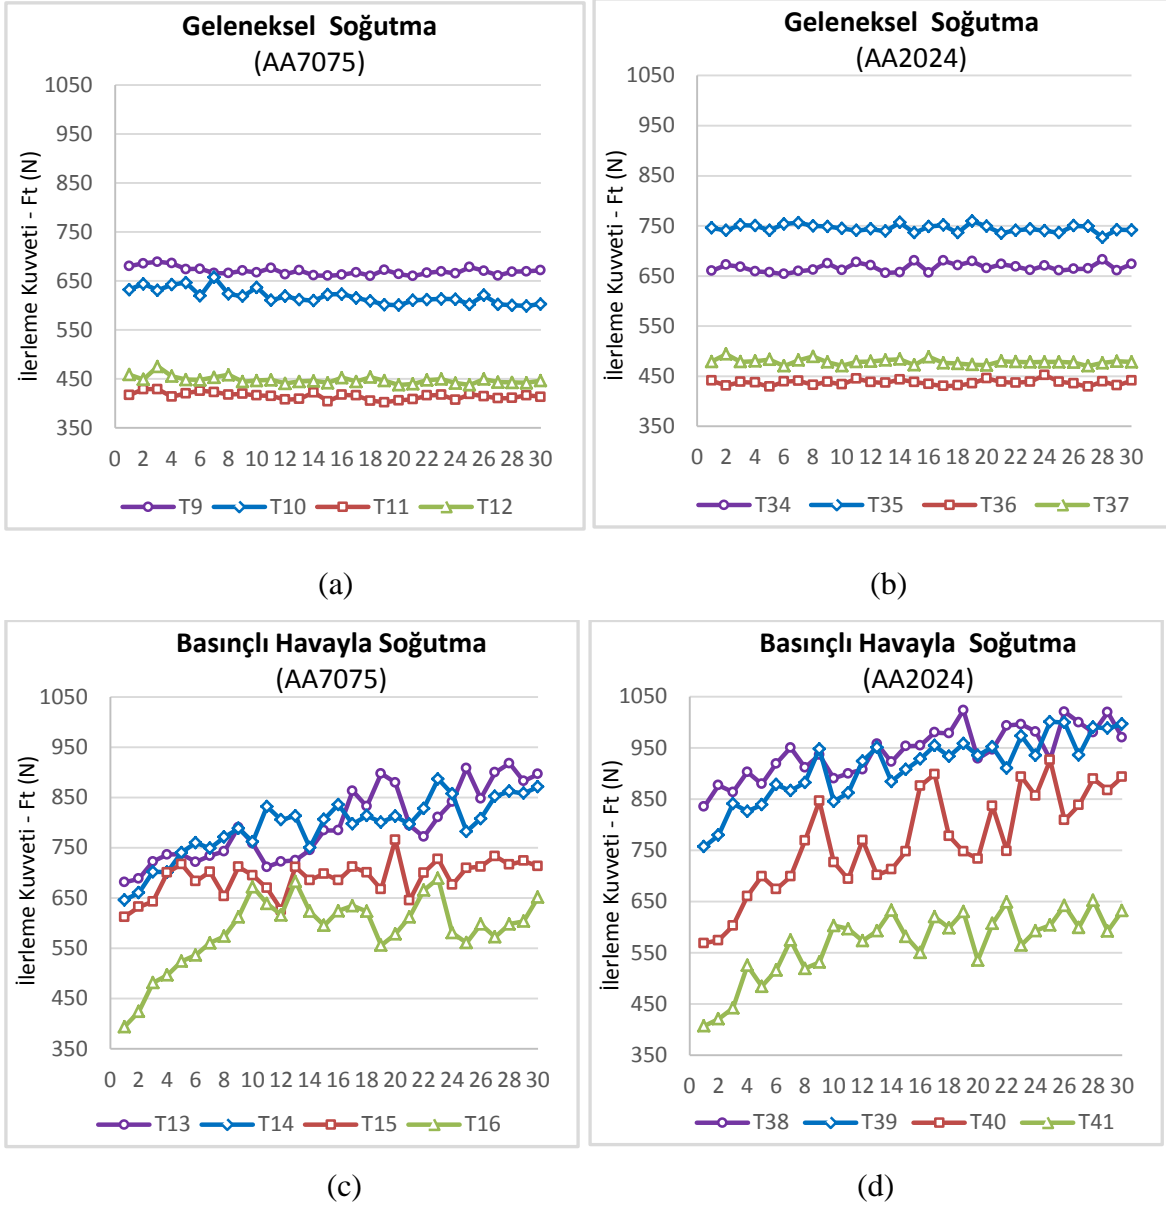 Geleneksel Soğutma
(AA7075)
1050
950
850
750
650
550
450
350
İlerleme Kuvveti - Ft (N)
0 2 4 6 8 10 12 14 16 18 20 22 24 26 28 30
T9 T10 T11 T12
(a)
Geleneksel Soğutma
(AA2024)
1050
950
850
750
650
550
450
350
İlerleme Kuvveti - Ft (N)
0 2 4 6 8 10 12 14 16 18 20 22 24 26 28 30
T34 T35 T36 T37
(b)
Basınçlı Havayla Soğutma
(AA7075)
1050
950
850
750
650
550
450
350
İlerleme Kuvveti - Ft (N)
0 2 4 6 8 10 12 14 16 18 20 22 24 26 28 30
T13 T14 T15 T16
(c)
Basınçlı Havayla Soğutma
(AA2024)
1050
950
850
750
650
550
450
350
İlerleme Kuvveti - Ft (N)
0 2 4 6 8 10 12 14 16 18 20 22 24 26 28 30
T38 T39 T40 T41
(d)